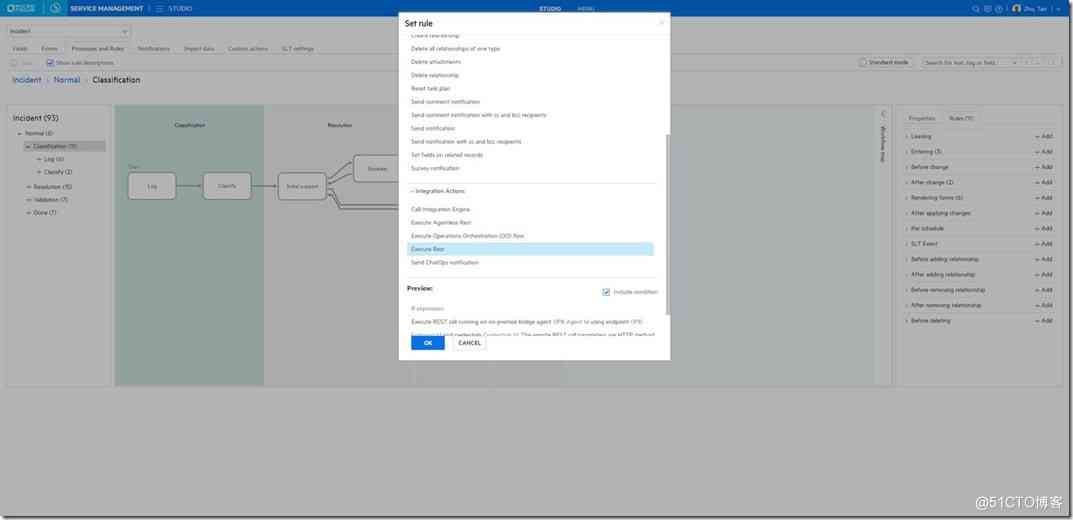 SERVICE MANAGEMENT
STUDIO
STUDIO
MENU
Zhu, Tian
Incident
Fields
Forms
Processes and Rules
Notifications
Import data
Custom actions
SLT settings
Show rule descriptions
Standard mode
Search for text, tag or field...
Incident > Normal > Classification
Incident (93)
Normal (6)
Classification (11)
Log (6)
Classify (2)
Resolution (15)
Validation (7)
Done (7)
Classification
Resolution
Start
Log
Classify
Initial support
Workflow map
Set rule
Create relationship
Delete all relationships of one type
Delete attachments
Delete relationship
Reset task plan
Send comment notification
Send comment notification with cc and bcc recipients
Send notification
Send notification with cc and bcc recipients
Set fields on related records
Survey notification
Integration Actions
Call Integration Engine
Execute Agentless Rest
Execute Operations Orchestration (OO) flow
Execute Rest
Send ChatOps notification
Preview:
Include condition
If expression
Execute REST call running on on-premise bridge agent OPB Agent Id using endpoint OPB
OK
CANCEL
Properties
Rules (11)
Leaving
+ Add
Entering (3)
+ Add
Before change
+ Add
After change (2)
+ Add
Rendering forms (6)
+ Add
After applying changes
+ Add
Per schedule
+ Add
SLT Event
+ Add
Before adding relationship
+ Add
After adding relationship
+ Add
Before removing relationship
+ Add
After removing relationship
+ Add
Before deleting
+ Add
@51CTO博客